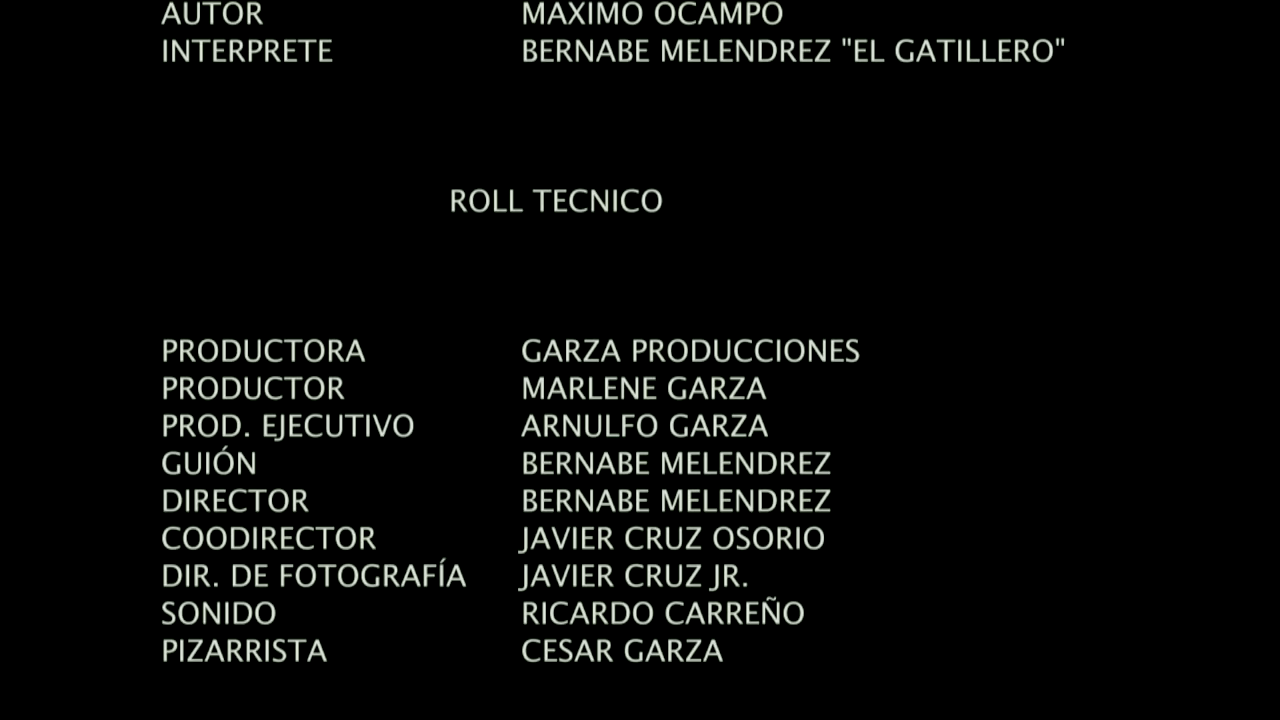 AUTOR MAXIMO OCAMPO
INTERPRETE BERNABE MELENDREZ "EL GATILLERO"
ROLL TECNICO
PRODUCTORA GARZA PRODUCCIONES
PRODUCTOR MARLENE GARZA
PROD. EJECUTIVO ARNULFO GARZA
GUIÓN BERNABE MELENDREZ
DIRECTOR BERNABE MELENDREZ
COODIRECTOR JAVIER CRUZ OSORIO
DIR. DE FOTOGRAFÍA JAVIER CRUZ JR.
SONIDO RICARDO CARREÑO
PIZARRISTA CESAR GARZA